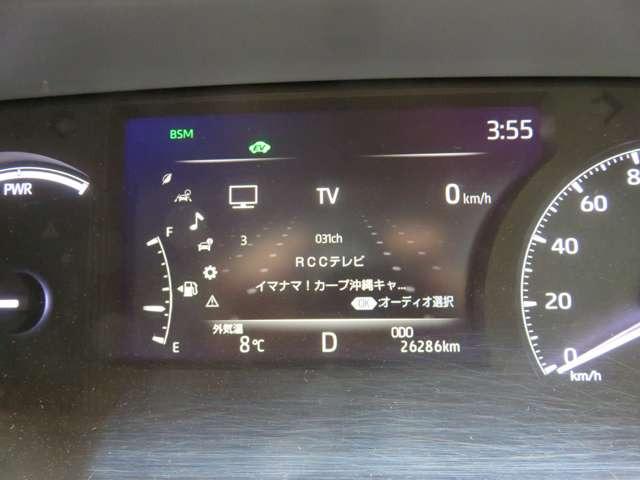 BSM
EV
3:55
PWR
TV
0 km/h
80
60
40
20
0
km/h
F
3
031ch
RCCテレビ
イマナマ!カープ沖縄キャ...
OK:オーディオ選択
E
外気温
8℃
D
ODO
26286km